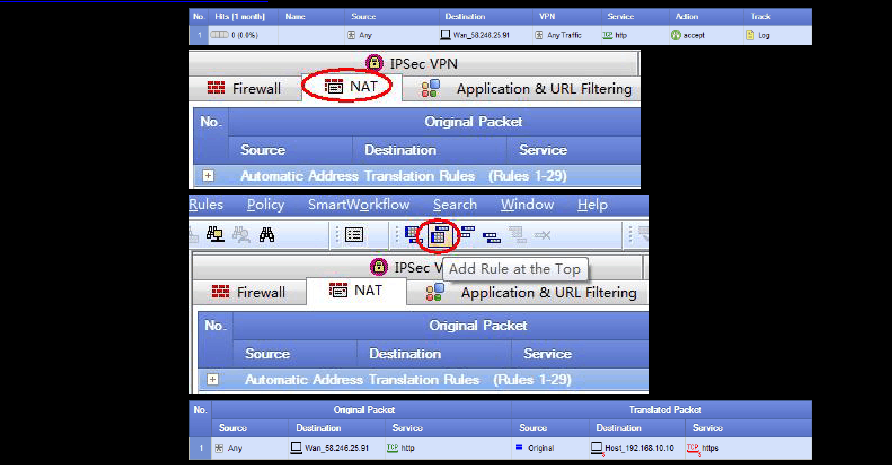 No. Hits [1 month] Name Source Destination VPN Service Action Track
1 0 (0.0%) Any Wan_58.246.25.91 Any Traffic TCP http accept Log
IPSec VPN
Firewall NAT Application & URL Filtering
No. Original Packet
Source Destination Service
Automatic Address Translation Rules (Rules 1-29)
Rules Policy SmartWorkflow Search Window Help
Add Rule at the Top
IPSec V
Firewall NAT Application & URL Filtering
No. Original Packet
Source Destination Service
Automatic Address Translation Rules (Rules 1-29)
No. Original Packet Translated Packet
Source Destination Service Source Destination Service
1 Any Wan_58.246.25.91 TCP http Original Host_192.168.10.10 TCP https